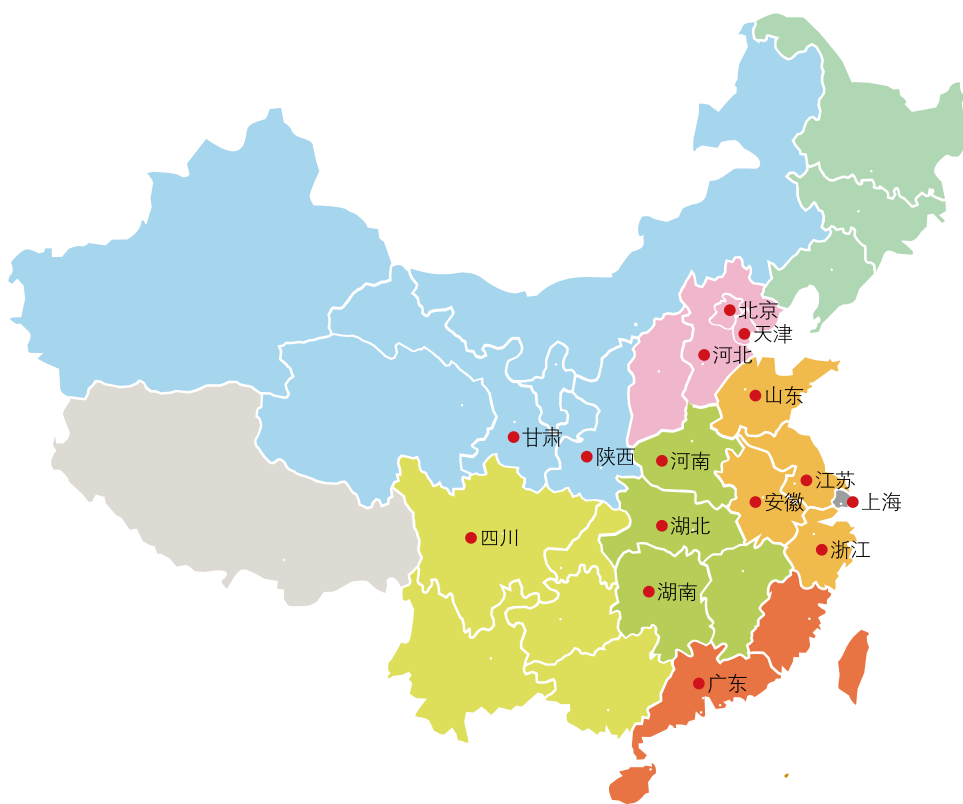 北京
天津
河北
山东
甘肃
陕西
河南
江苏
安徽
上海
湖北
四川
浙江
湖南
广东